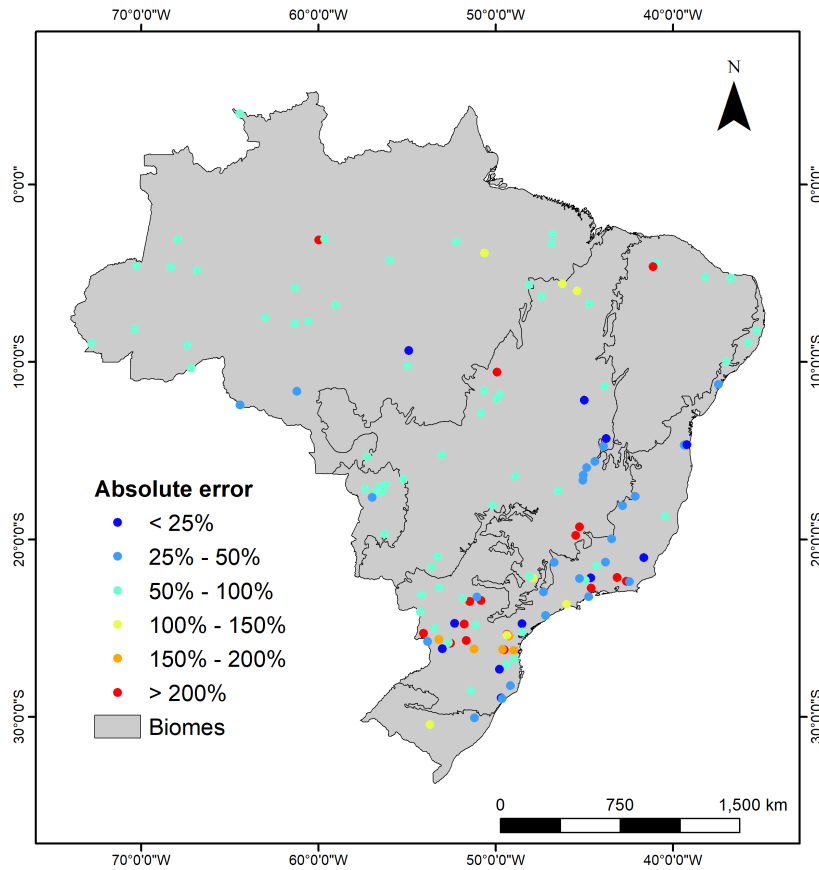 70°0'0"W 60°0'0"W 50°0'0"W 40°0'0"W
N
0°0'0" 0°0'0"
10°0'0"S 10°0'0"S
Absolute error
< 25%
20°0'0"S 20°0'0"S
25% - 50%
50% - 100%
100% - 150%
150% - 200%
> 200%
30°0'0"S 30°0'0"S
Biomes
0 750 1,500 km
70°0'0"W 60°0'0"W 50°0'0"W 40°0'0"W